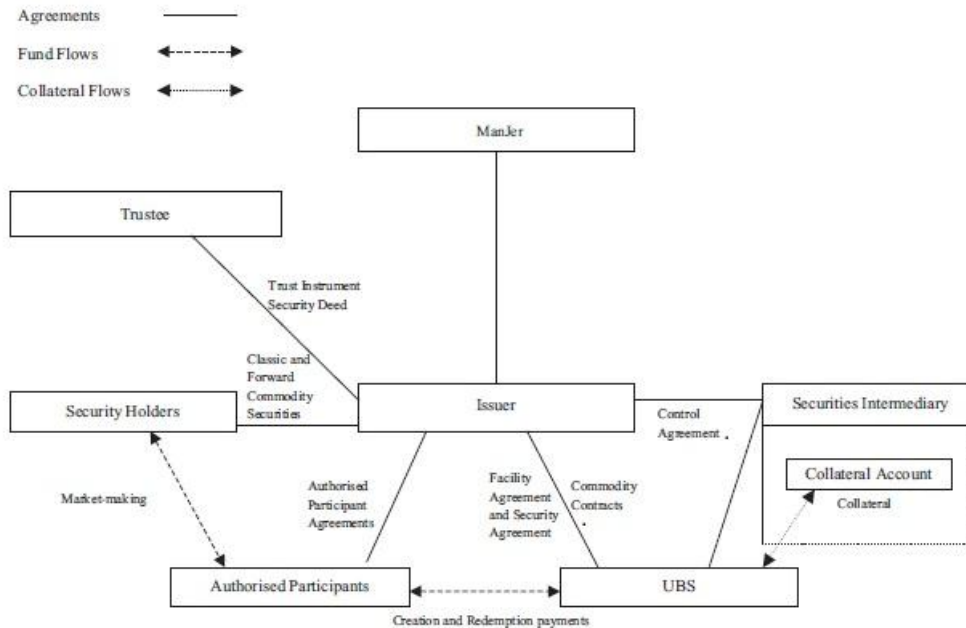 Agreements
Fund Flows
Collateral Flows
ManJer
Trustee
Trust Instrument
Security Deed
Classic and
Forward
Commodity
Securities
Security Holders
Issuer
Control
Agreement
Securities Intermediary
Collateral Account
Collateral
Market-making
Authorised
Participant
Agreements
Facility
Agreement
and Security
Agreement
Commodity
Contracts
Authorised Participants
UBS
Creation and Redemption payments